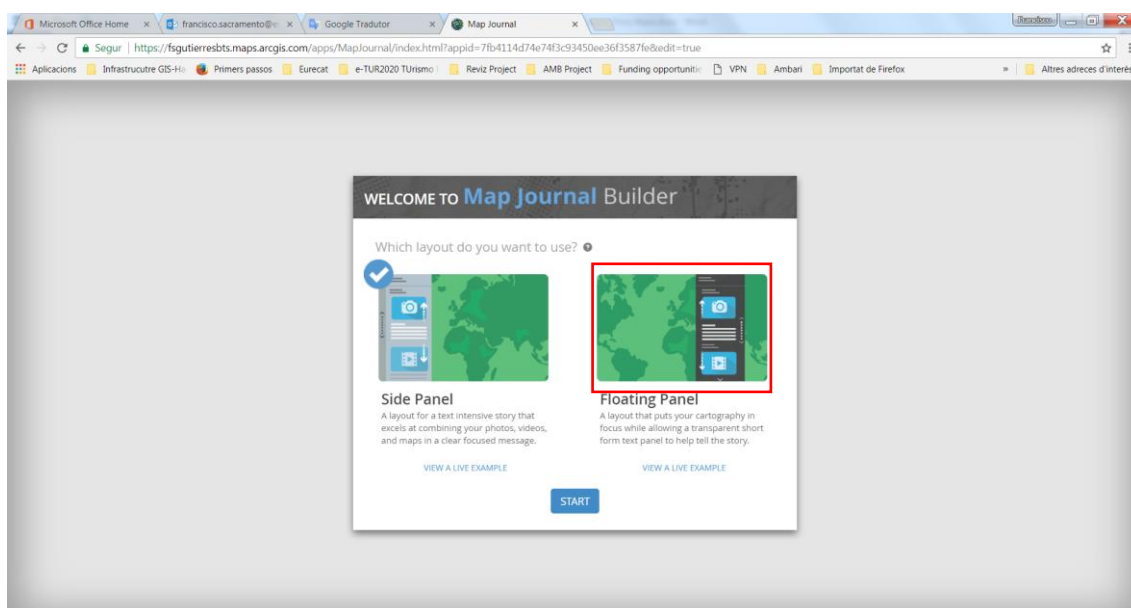 Microsoft Office Home
francisco.sacramento@e
Google Tradutor
Map Journal
Segur
https://fsgutierresbts.maps.arcgis.com/apps/MapJournal/index.html?appid=7fb4114d74e74f3c93450ee36f3587fe&edit=true
Aplicacions
Infrastrucutre GIS-Ha
Primers passos
Eurecat
e-TUR2020 TUrismo
Reviz Project
AMB Project
Funding opportunitie
VPN
Ambari
Importat de Firefox
Altres adreces d'interès
WELCOME TO Map Journal Builder
Which layout do you want to use?
Side Panel
A layout for a text intensive story that
excels at combining your photos, videos,
and maps in a clear focused message.
VIEW A LIVE EXAMPLE
Floating Panel
A layout that puts your cartography in
focus while allowing a transparent short
form text panel to help tell the story.
VIEW A LIVE EXAMPLE
START